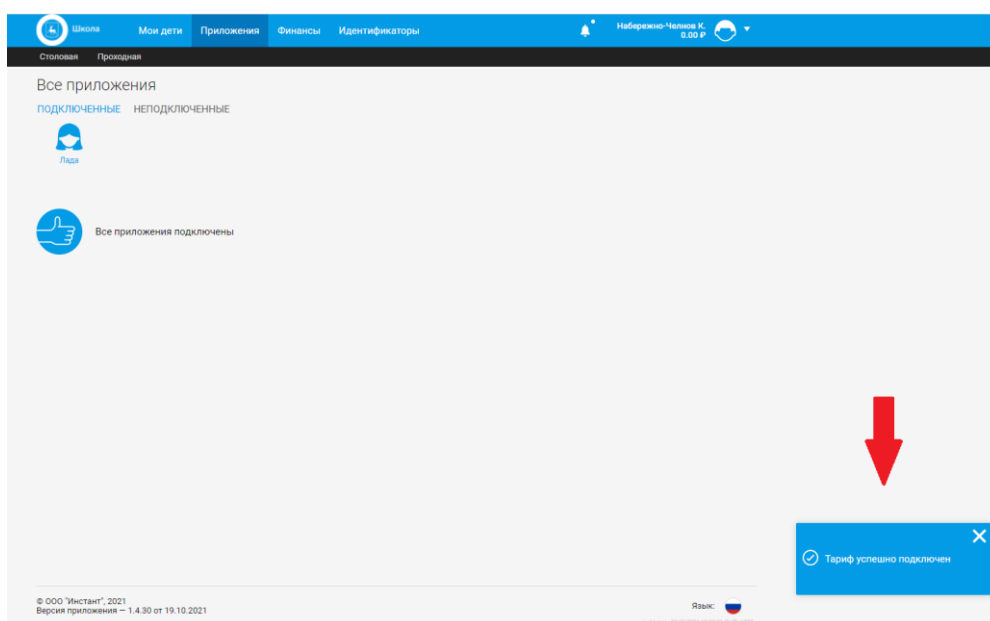 Школа
Мои дети Приложения Финансы Идентификаторы
Набережно-Челнов К.
0.00 ₽
Столовая Проходная
Все приложения
ПОДКЛЮЧЕННЫЕ НЕПОДКЛЮЧЕННЫЕ
Лада
Все приложения подключены
Тариф успешно подключен
© ООО "Инстант", 2021
Версия приложения — 1.4.30 от 19.10.2021
Язык: